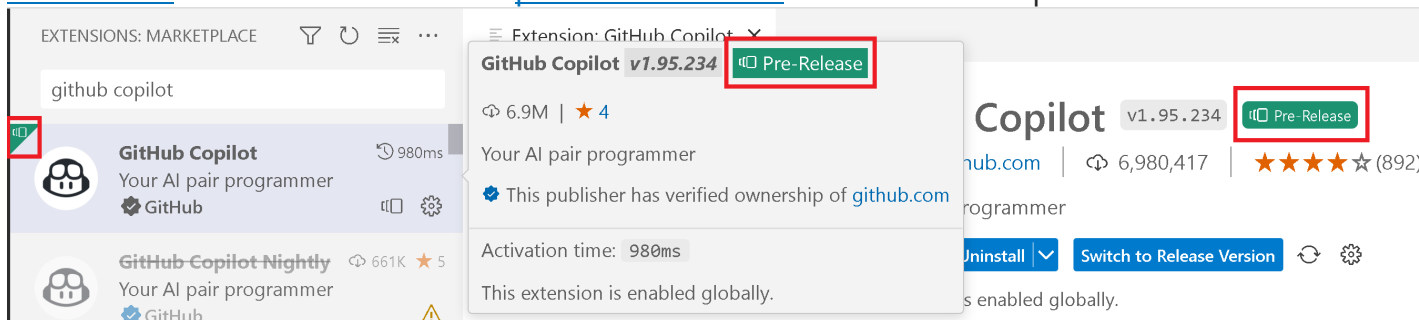 EXTENSIONS: MARKETPLACE
github copilot
GitHub Copilot
980ms
Your AI pair programmer
GitHub
GitHub Copilot Nightly
661K
5
Your AI pair programmer
GitHub
Extension: GitHub Copilot
GitHub Copilot v1.95.234 Pre-Release
6.9M | ★ 4
Your AI pair programmer
This publisher has verified ownership of github.com
Activation time: 980ms
This extension is enabled globally.
Copilot v1.95.234 Pre-Release
hub.com 6,980,417 (892)
rogrammer
Uninstall Switch to Release Version
s enabled globally.